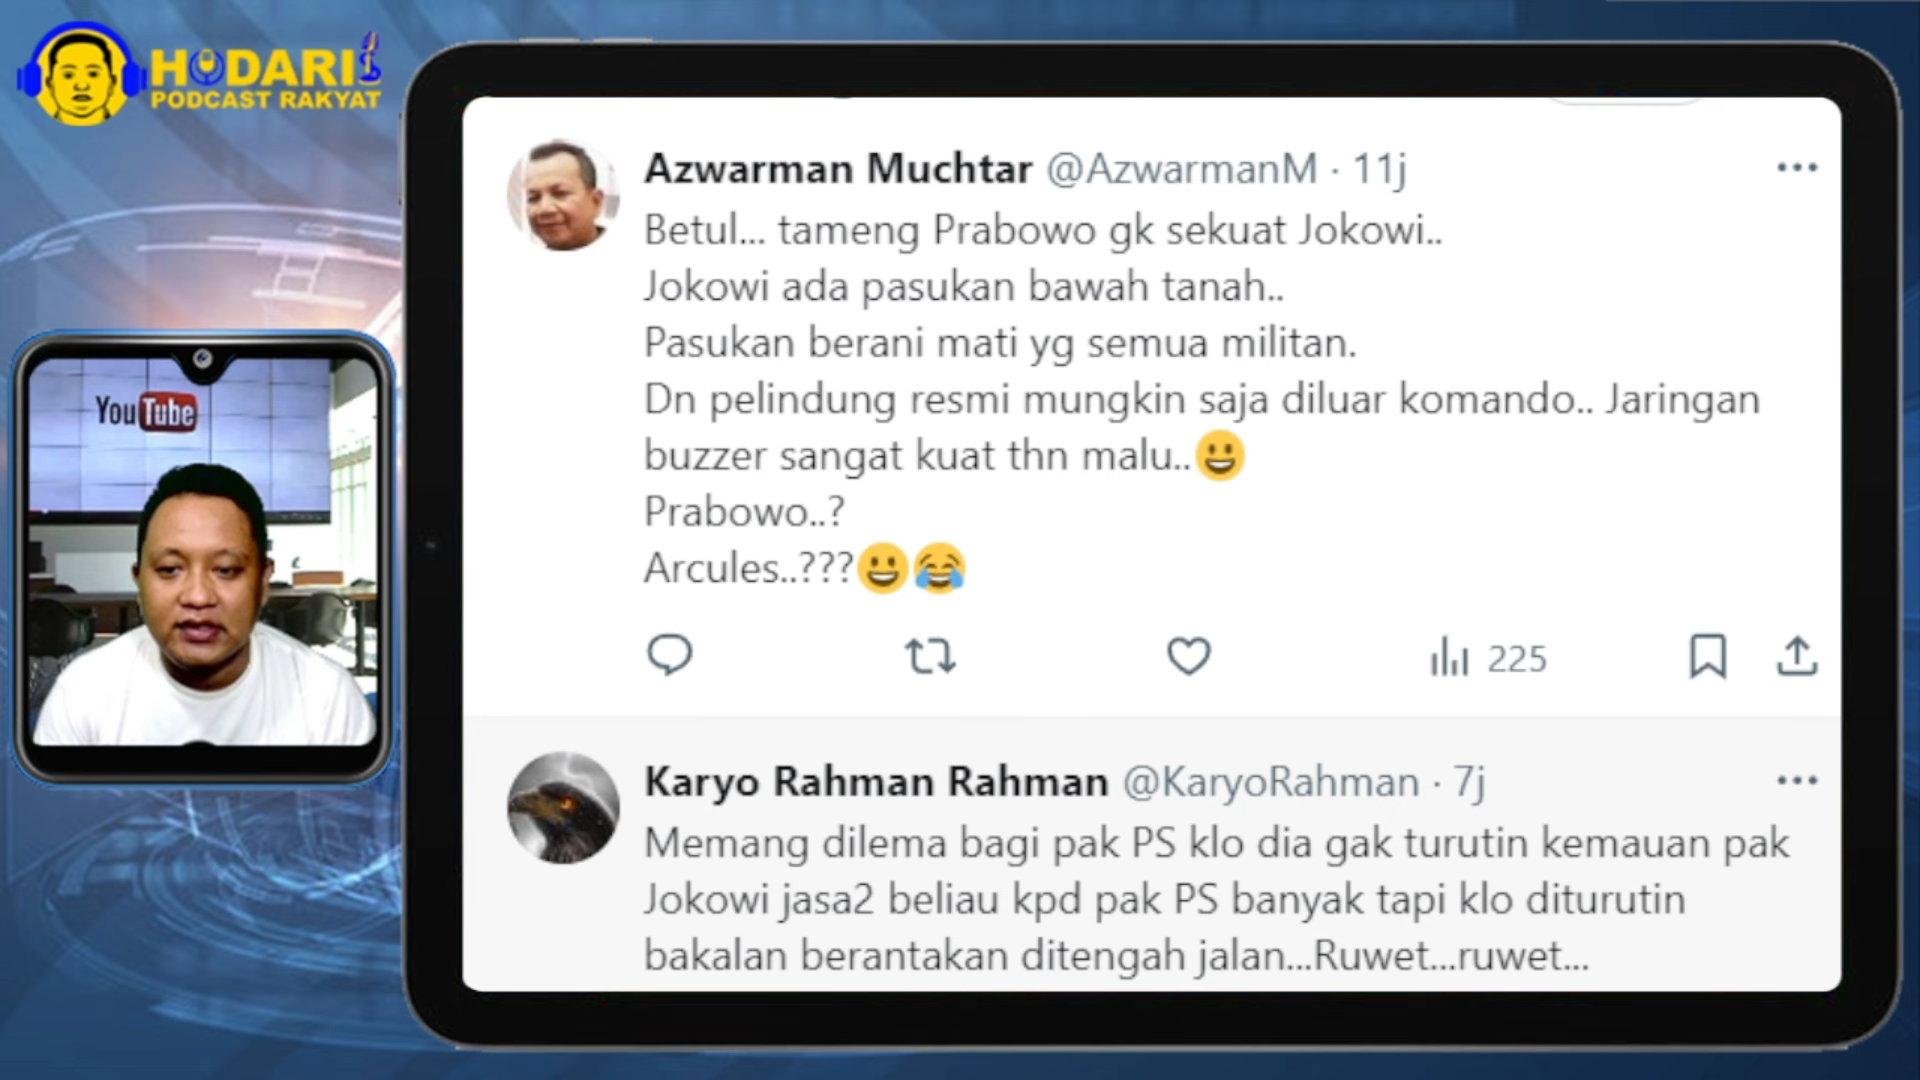 HODARI
PODCAST RAKYAT
YouTube
Azwarman Muchtar @AzwarmanM · 11j
Betul... tameng Prabowo gk sekuat Jokowi..
Jokowi ada pasukan bawah tanah..
Pasukan berani mati yg semua militan.
Dn pelindung resmi mungkin saja diluar komando.. Jaringan
buzzer sangat kuat thn malu..😀
Prabowo..?
Arcules..???😀😂
225
Karyo Rahman Rahman @KaryoRahman · 7j
Memang dilema bagi pak PS klo dia gak turutin kemauan pak
Jokowi jasa2 beliau kpd pak PS banyak tapi klo diturutin
bakalan berantakan ditengah jalan...Ruwet...ruwet...